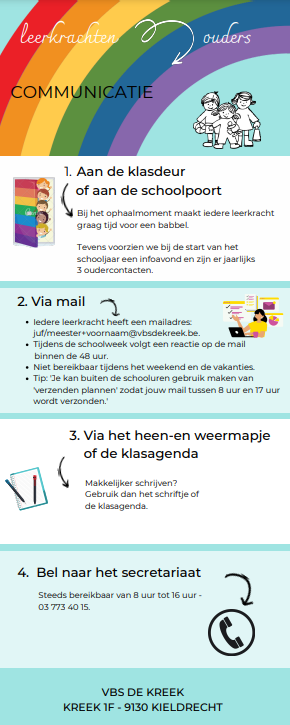 leerkrachten ouders
COMMUNICATIE
1. Aan de klasdeur
of aan de schoolpoort
Bij het ophaalmoment maakt iedere leerkracht
graag tijd voor een babbel.
Tevens voorzien we bij de start van het
schooljaar een infoavond en zijn er jaarlijks
3 oudercontacten.
2. Via mail
• Iedere leerkracht heeft een mailadres:
juf/meester+voornaam@vbsdekreek.be.
• Tijdens de schoolweek volgt een reactie op de mail
binnen de 48 uur.
• Niet bereikbaar tijdens het weekend en de vakanties.
• Tip: 'Je kan buiten de schooluren gebruik maken van
'verzenden plannen' zodat jouw mail tussen 8 uur en 17 uur
wordt verzonden.'
3. Via het heen-en weermapje
of de klasagenda
Makkelijker schrijven?
Gebruik dan het schriftje of
de klasagenda.
4. Bel naar het secretariaat
Steeds bereikbaar van 8 uur tot 16 uur -
03 773 40 15.
VBS DE KREEK
KREEK 1F - 9130 KIELDRECHT